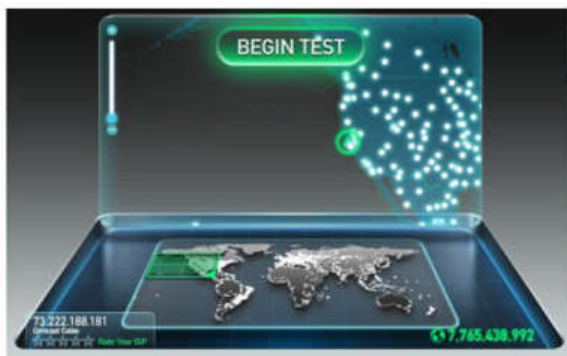 BEGIN TEST
73.222.188.181
Comcast Cable
Rate Your ISP
7,765,438,992